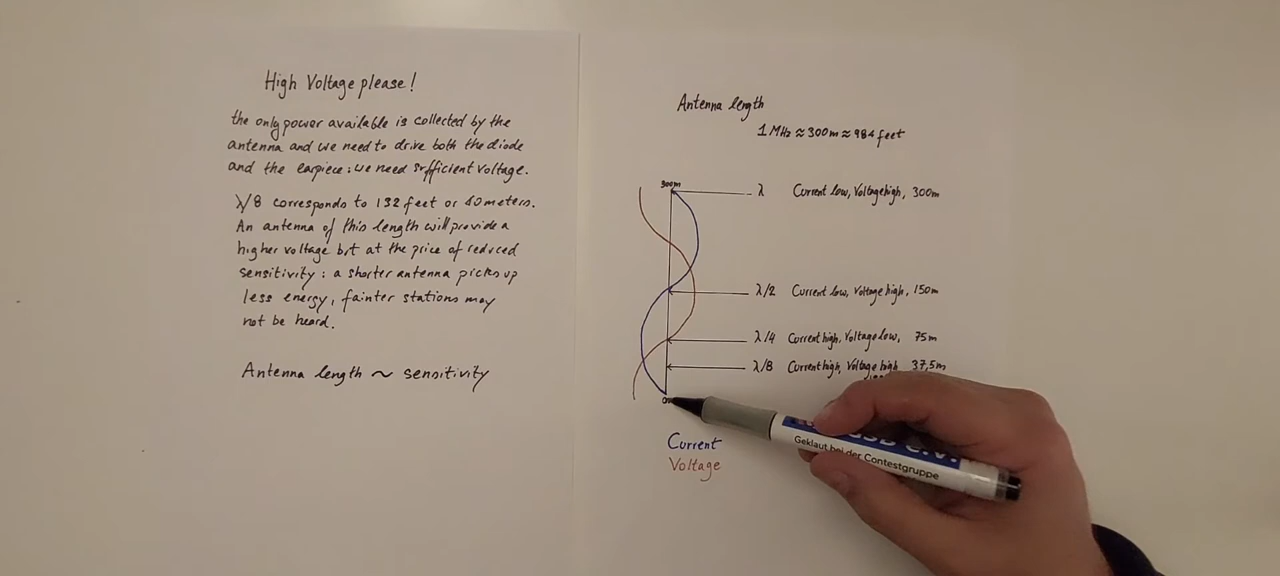 High Voltage please!
the only power available is collected by the
antenna and we need to drive both the diode
and the earpiece: we need sufficient voltage.
λ/8 corresponds to 132 feet or 40 meters.
An antenna of this length will provide a
higher voltage but at the price of reduced
sensitivity: a shorter antenna picks up
less energy, fainter stations may
not be heard.
Antenna length ~ sensitivity
Antenna length
1 MHz ≈ 300m ≈ 984 feet
300m
λ Current low, Voltage high, 300m
λ/2 Current low, Voltage high, 150m
λ/4 Current high, Voltage low, 75m
λ/8 Current high, Voltage high 37,5m
Current
Voltage
e.V.
Geklaut bei der Contestgruppe